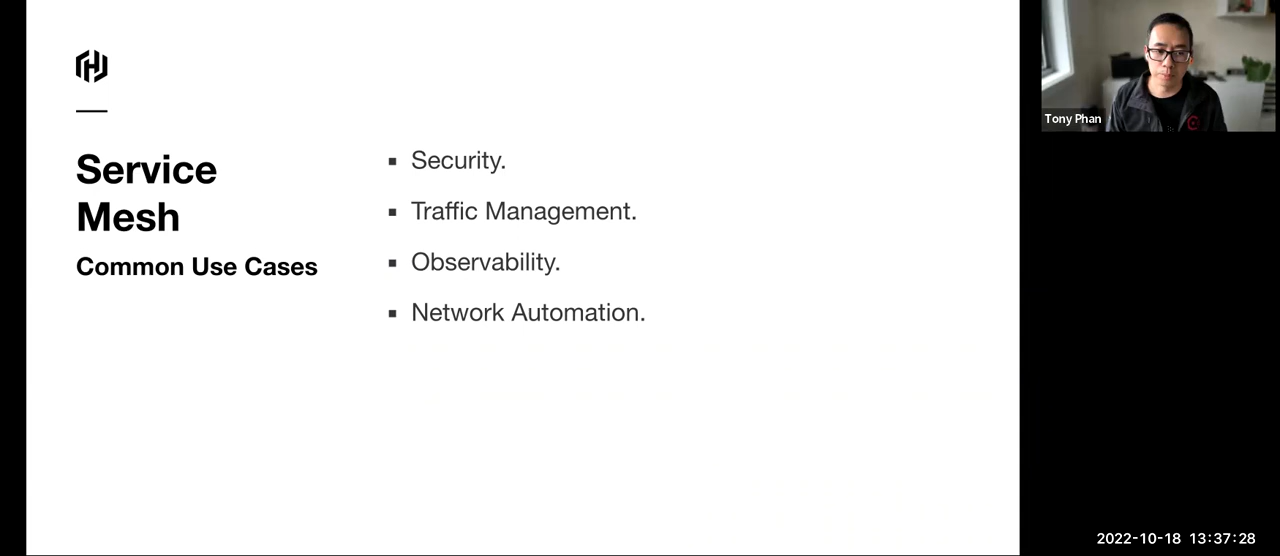 Service
Mesh
Common Use Cases
▪ Security.
▪ Traffic Management.
▪ Observability.
▪ Network Automation.
Tony Phan
2022-10-18 13:37:28